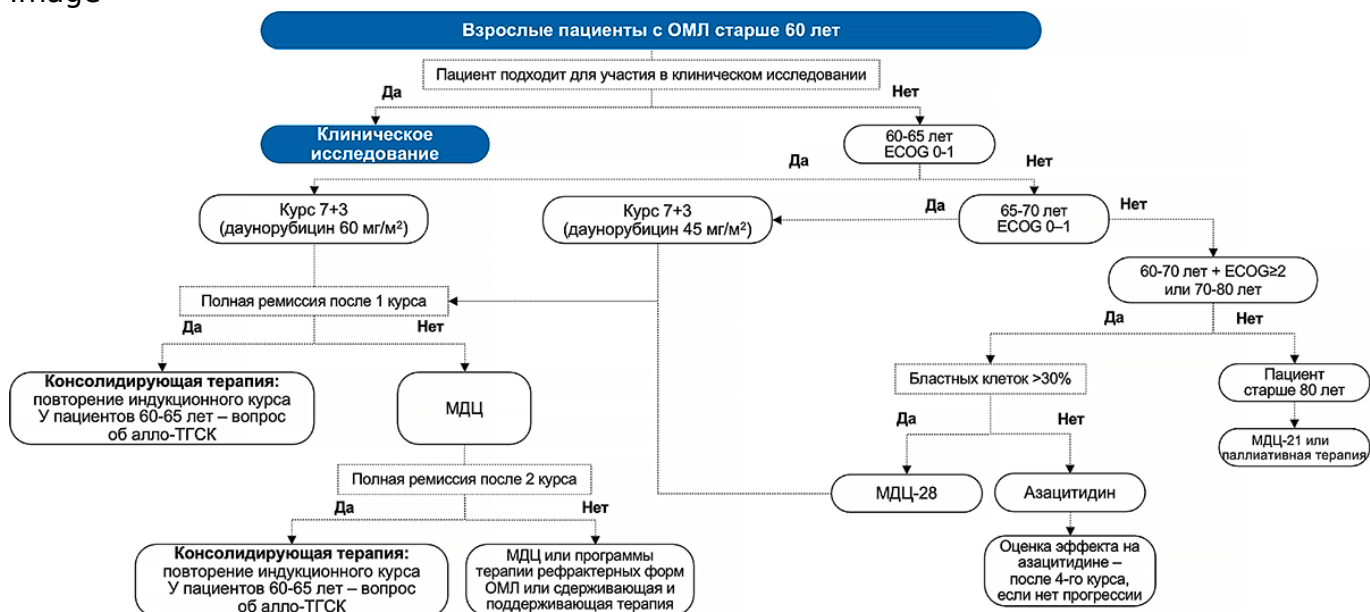 image
Взрослые пациенты с ОМЛ старше 60 лет
Пациент подходит для участия в клиническом исследовании
Да
Нет
Клиническое
исследование
60-65 лет
ECOG 0-1
Да
Нет
Курс 7+3
(даунорубицин 60 мг/м²)
Курс 7+3
(даунорубицин 45 мг/м²)
Да
65-70 лет
ECOG 0–1
Нет
60-70 лет + ECOG≥2
или 70-80 лет
Полная ремиссия после 1 курса
Да
Нет
Да
Нет
Консолидирующая терапия:
повторение индукционного курса
У пациентов 60-65 лет – вопрос
об алло-ТГСК
МДЦ
Бластных клеток >30%
Пациент
старше 80 лет
Да
Нет
МДЦ-21 или
паллиативная терапия
Полная ремиссия после 2 курса
МДЦ-28
Азацитидин
Да
Нет
Консолидирующая терапия:
повторение индукционного курса
У пациентов 60-65 лет – вопрос
об алло-ТГСК
МДЦ или программы
терапии рефрактерных форм
ОМЛ или сдерживающая и
поддерживающая терапия
Оценка эффекта на
азацитидине –
после 4-го курса,
если нет прогрессии